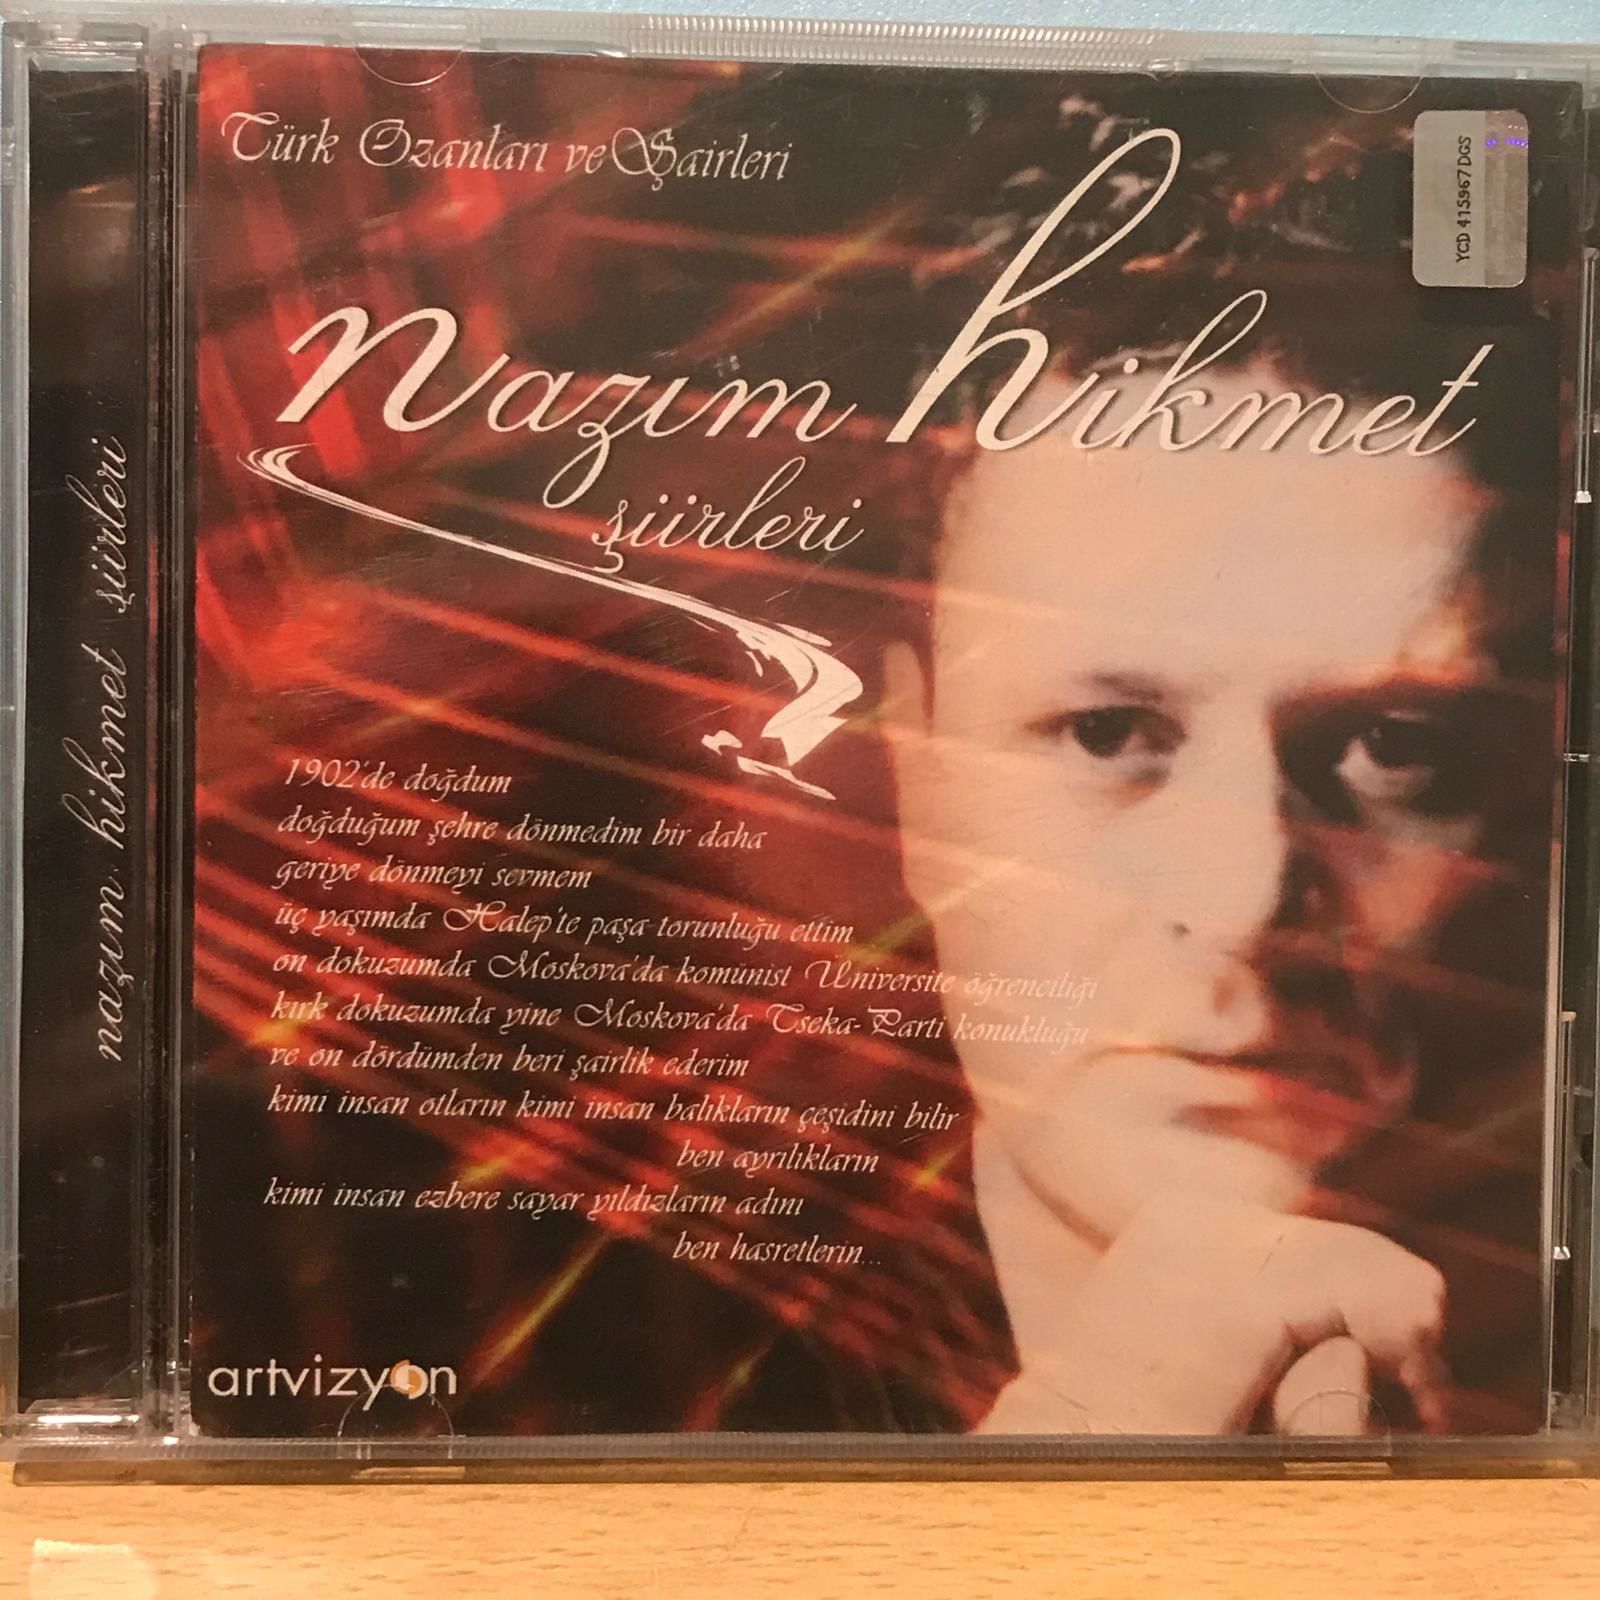 Türk Ozanları ve Şairleri
YCD 415967 DGS
nazım hikmet
şiirleri
nazım hikmet şiirleri
1902'de doğdum
doğduğum şehre dönmedim bir daha
geriye dönmeyi sevmem
üç yaşımda Halep'te paşa torunluğu ettim
on dokuzumda Moskova'da komünist Üniversite öğrenciliği
kırk dokuzumda yine Moskova'da Tseka-Parti konukluğu
ve on dördümden beri şairlik ederim
kimi insan otların kimi insan balıkların çeşidini bilir
ben ayrılıkların
kimi insan ezbere sayar yıldızların adını
ben hasretlerin...
artvizyon